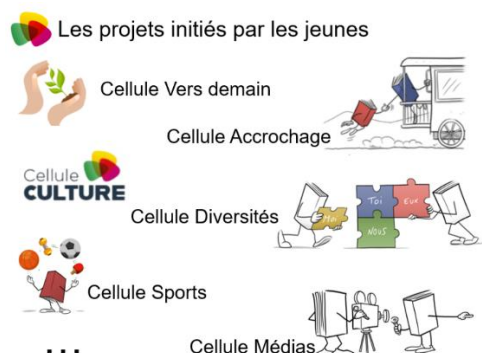 Les projets initiés par les jeunes
Cellule Vers demain
Cellule Accrochage
Cellule
CULTURE
Cellule Diversités
Moi
TOI
EUX
NOUS
Cellule Sports
Cellule Médias
...